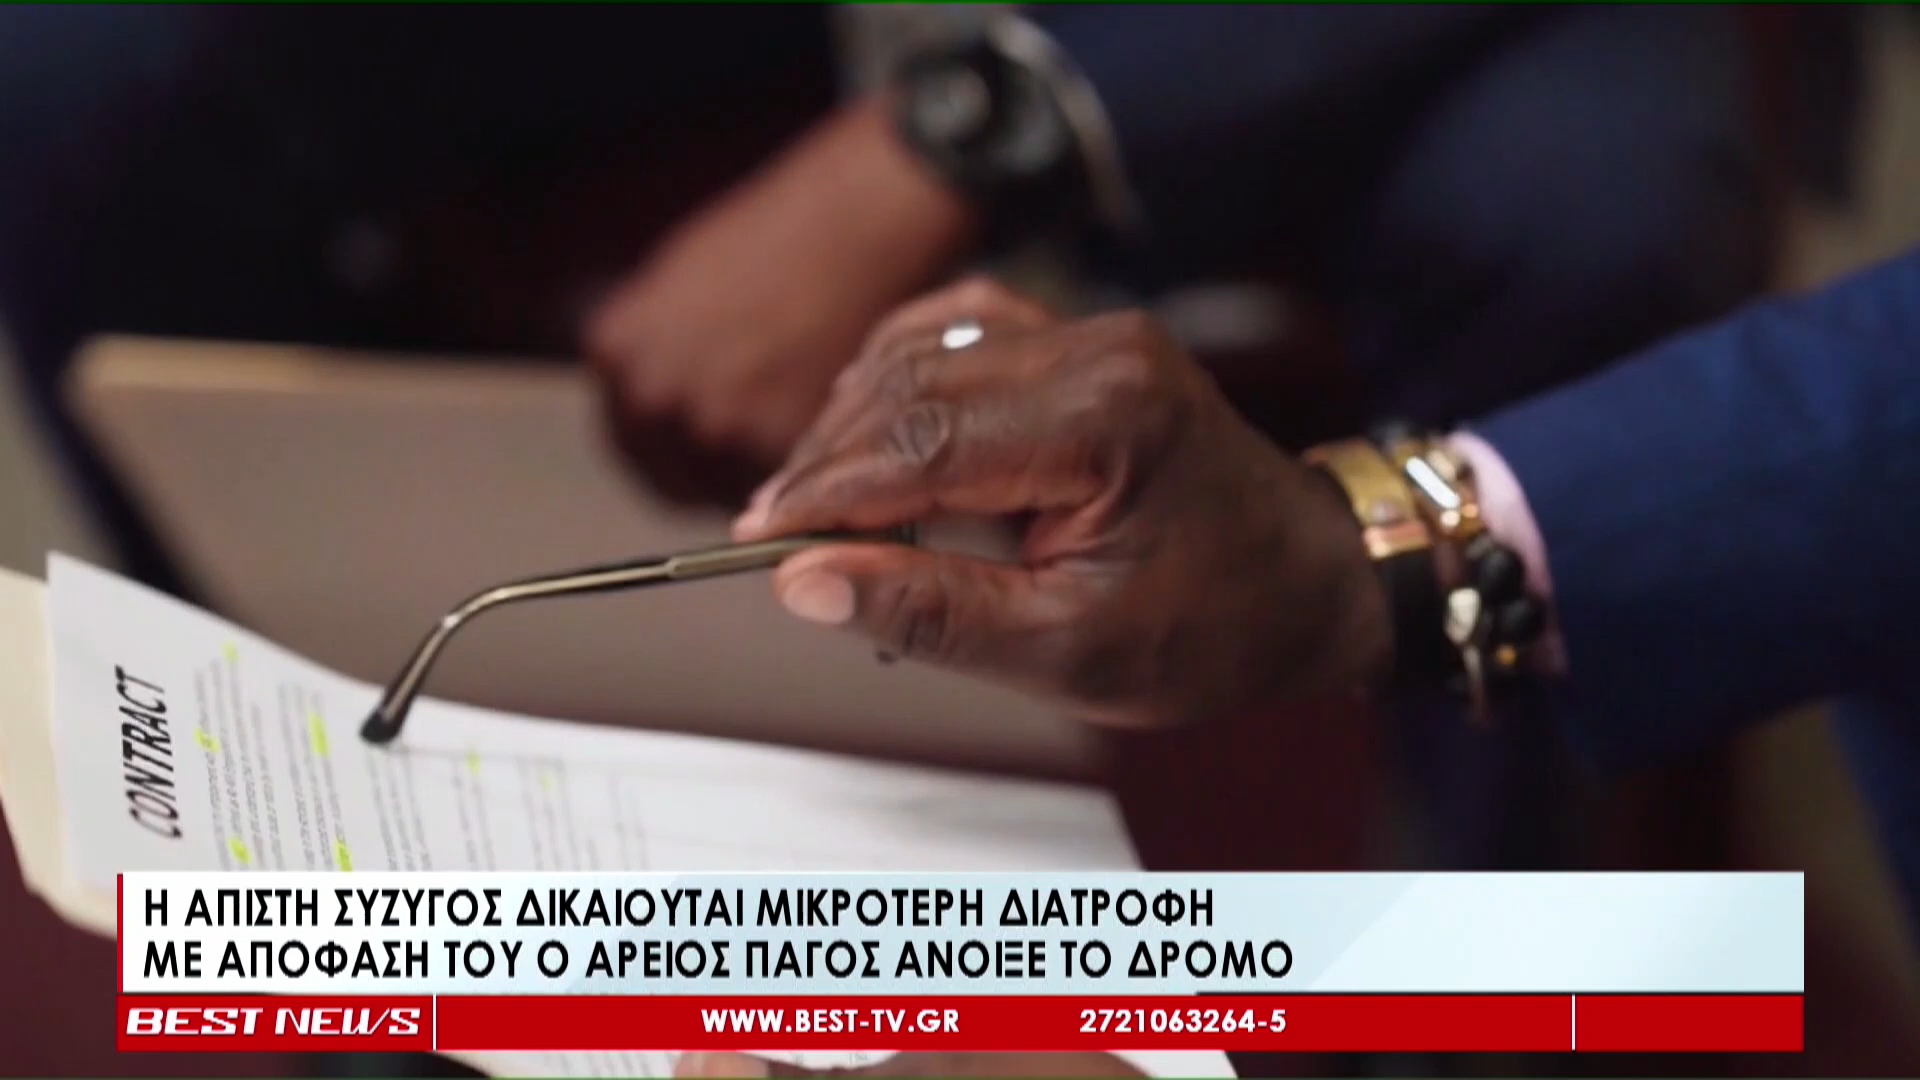 CONTRACT
Η ΑΠΙΣΤΗ ΣΥΖΥΓΟΣ ΔΙΚΑΙΟΥΤΑΙ ΜΙΚΡΟΤΕΡΗ ΔΙΑΤΡΟΦΗ
ΜΕ ΑΠΟΦΑΣΗ ΤΟΥ Ο ΑΡΕΙΟΣ ΠΑΓΟΣ ΑΝΟΙΞΕ ΤΟ ΔΡΟΜΟ
BEST NEWS WWW.BEST-TV.GR 2721063264-5